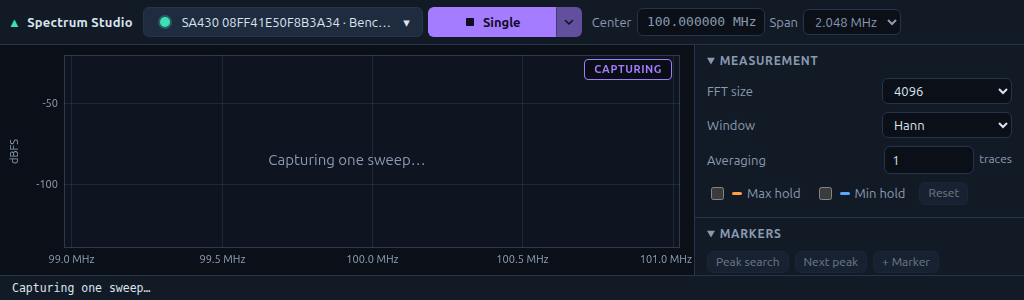 Spectrum Studio
SA430 08FF41E50F8B3A34 · Benc…
Single
Center 100.000000 MHz
Span 2.048 MHz
CAPTURING
-50
dBFS
Capturing one sweep…
-100
99.0 MHz 99.5 MHz 100.0 MHz 100.5 MHz 101.0 MHz
MEASUREMENT
FFT size 4096
Window Hann
Averaging 1 traces
Max hold Min hold Reset
MARKERS
Peak search Next peak + Marker
Capturing one sweep…